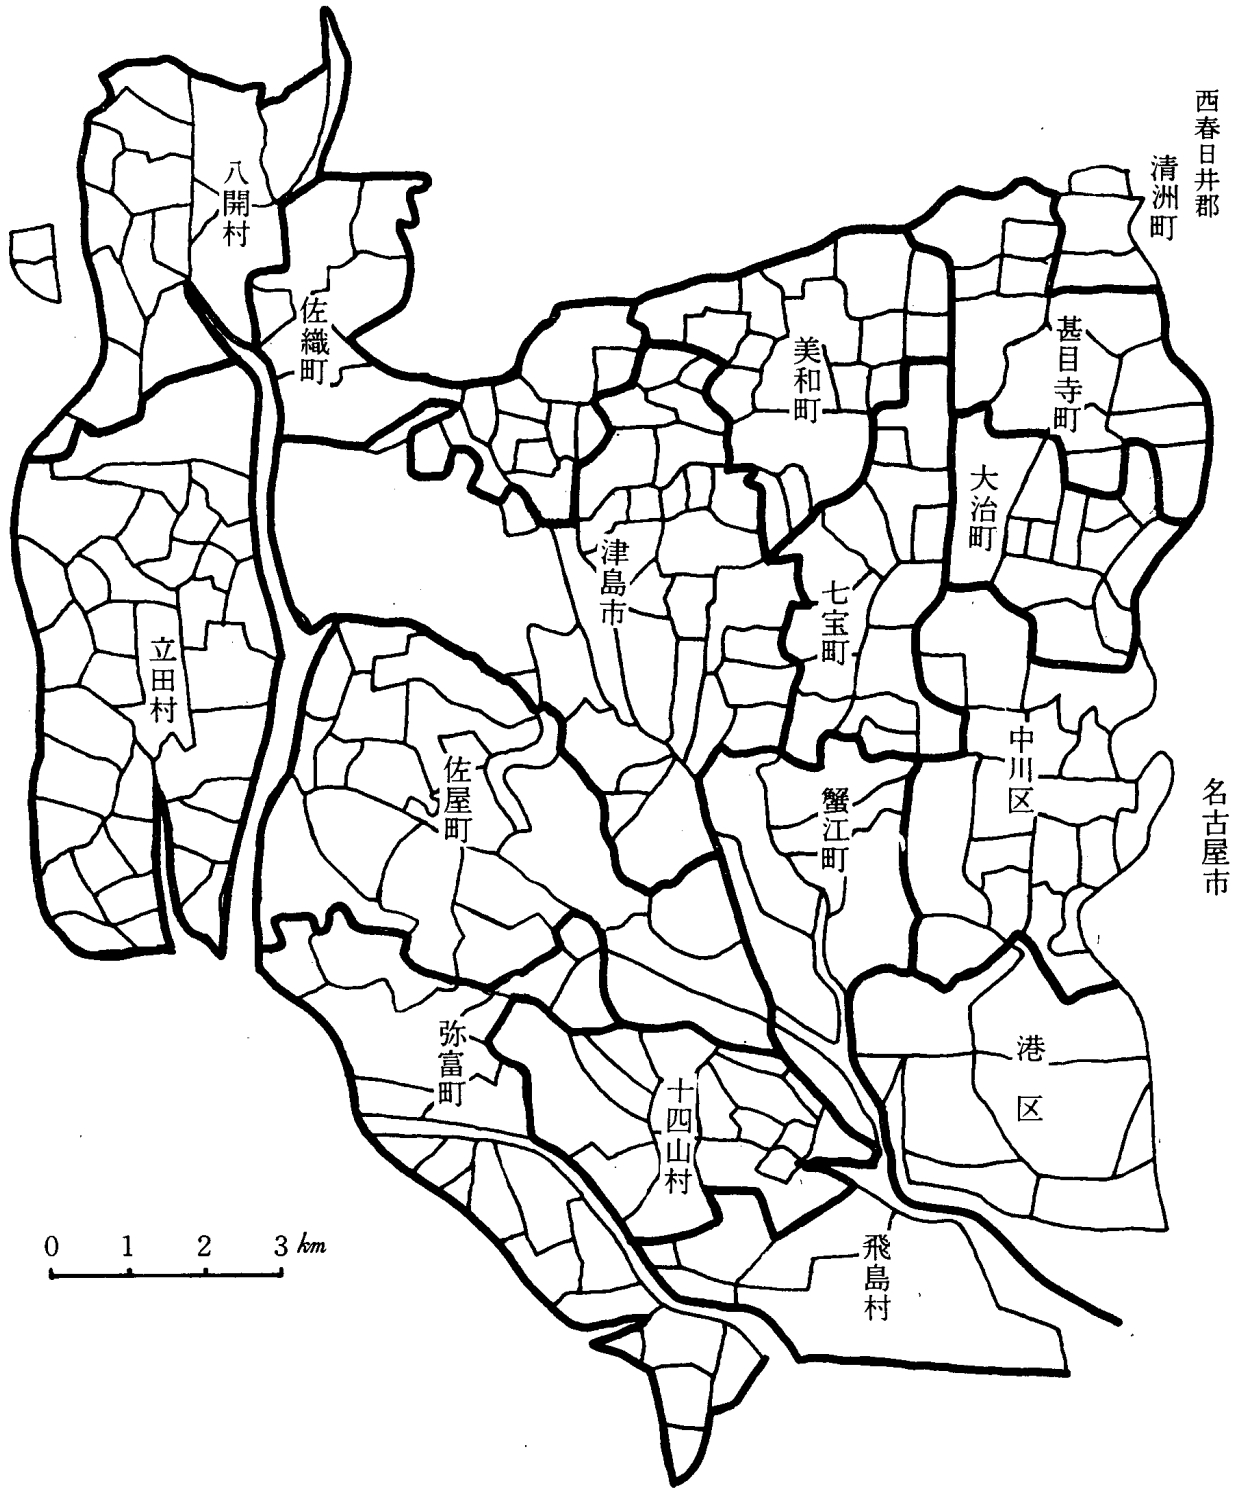 西春日井郡
清洲町
八開村
佐織町
甚目寺町
美和町
大治町
津島市
七宝町
立田村
中川区
佐屋町
名古屋市
蟹江町
弥富町
港区
十四山村
飛島村
0 1 2 3 km